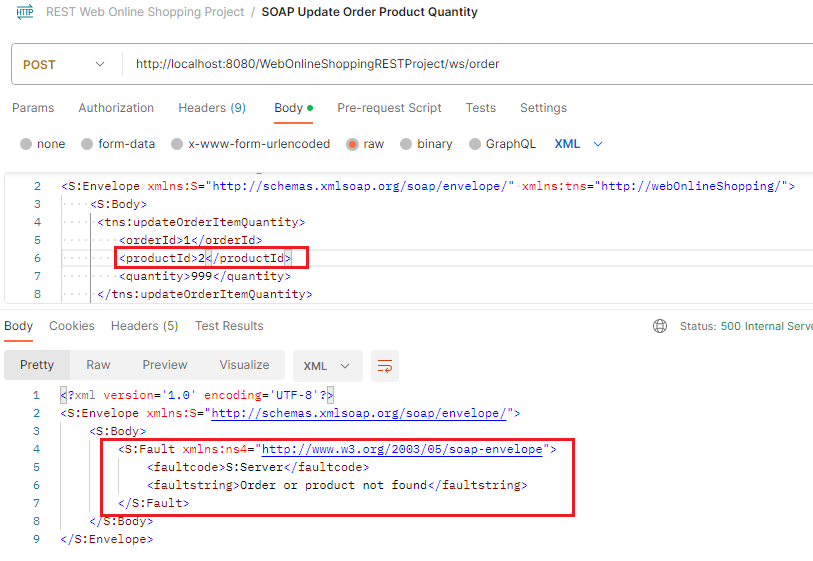 HTTP REST Web Online Shopping Project / SOAP Update Order Product Quantity
POST http://localhost:8080/WebOnlineShoppingRESTProject/ws/order
Params Authorization Headers (9) Body Pre-request Script Tests Settings
none form-data x-www-form-urlencoded raw binary GraphQL XML
2 <S:Envelope xmlns:S="http://schemas.xmlsoap.org/soap/envelope/" xmlns:tns="http://webOnlineShopping/">
3 <S:Body>
4 <tns:updateOrderItemQuantity>
5 <orderId>1</orderId>
6 <productId>2</productId>
7 <quantity>999</quantity>
8 </tns:updateOrderItemQuantity>
Body Cookies Headers (5) Test Results Status: 500 Internal Serve
Pretty Raw Preview Visualize XML
1 <?xml version='1.0' encoding='UTF-8'?>
2 <S:Envelope xmlns:S="http://schemas.xmlsoap.org/soap/envelope/">
3 <S:Body>
4 <S:Fault xmlns:ns4="http://www.w3.org/2003/05/soap-envelope">
5 <faultcode>S:Server</faultcode>
6 <faultstring>Order or product not found</faultstring>
7 </S:Fault>
8 </S:Body>
9 </S:Envelope>